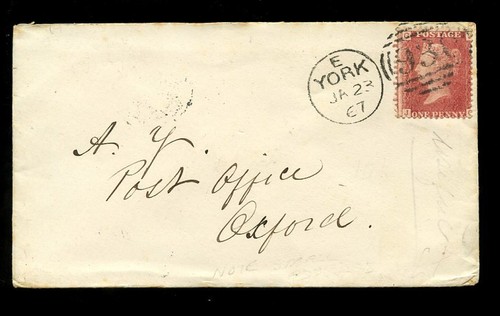 E
YORK
JA 23
67
POSTAGE
ONE PENNY
A. Y.
Post Office
Oxford.